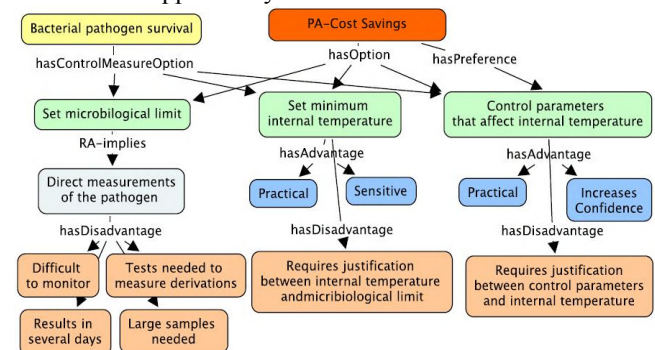 Bacterial pathogen survival
PA-Cost Savings
hasControlMeasureOption
hasOption
hasPreference
Set microbilogical limit
Set minimum
internal temperature
Control parameters
that affect internal temperature
RA-implies
hasAdvantage
hasAdvantage
Direct measurements
of the pathogen
Practical
Sensitive
Practical
Increases
Confidence
hasDisadvantage
hasDisadvantage
hasDisadvantage
Difficult
to monitor
Tests needed to
measure derivations
Requires justification
between internal temperature
andmicribiological limit
Requires justification
between control parameters
and internal temperature
Results in
several days
Large samples
needed